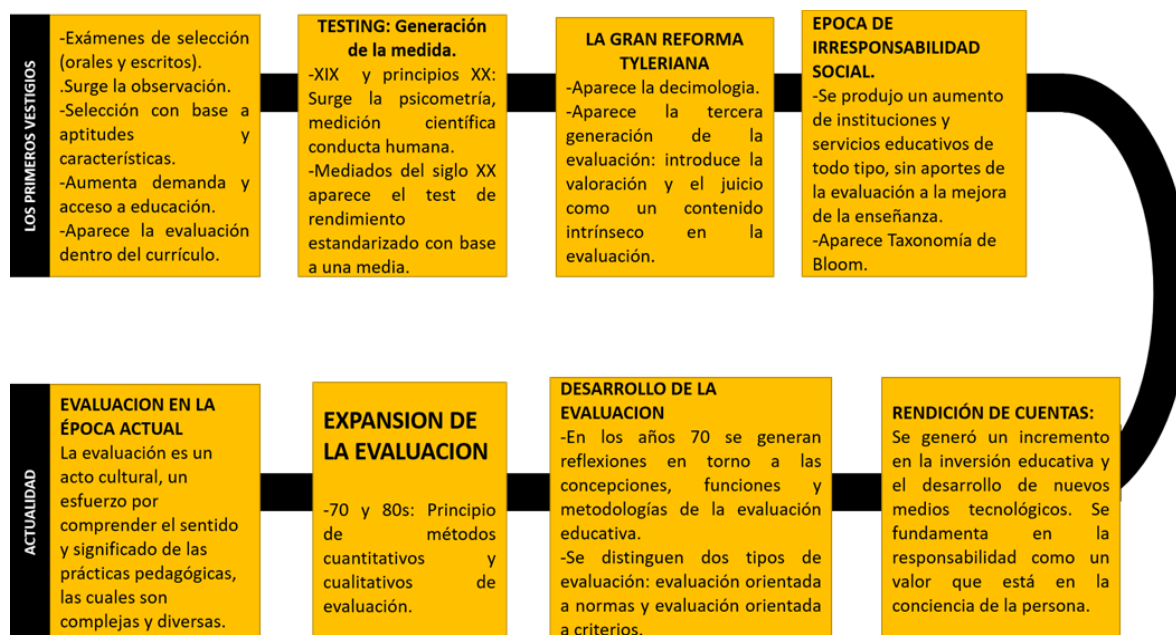 LOS PRIMEROS VESTIGIOS
-Exámenes de selección
(orales y escritos).
.Surge la observación.
-Selección con base a
aptitudes y
características.
-Aumenta demanda y
acceso a educación.
-Aparece la evaluación
dentro del currículo.
TESTING: Generación
de la medida.
-XIX y principios XX:
Surge la psicometría,
medición científica
conducta humana.
-Mediados del siglo XX
aparece el test de
rendimiento
estandarizado con base
a una media.
LA GRAN REFORMA
TYLERIANA
-Aparece la decimologia.
-Aparece la tercera
generación de la
evaluación: introduce la
valoración y el juicio
como un contenido
intrínseco en la
evaluación.
EPOCA DE
IRRESPONSABILIDAD
SOCIAL.
-Se produjo un aumento
de instituciones y
servicios educativos de
todo tipo, sin aportes de
la evaluación a la mejora
de la enseñanza.
-Aparece Taxonomía de
Bloom.
RENDICIÓN DE CUENTAS:
Se generó un incremento
en la inversión educativa y
el desarrollo de nuevos
medios tecnológicos. Se
fundamenta en la
responsabilidad como un
valor que está en la
conciencia de la persona.
DESARROLLO DE LA
EVALUACION
-En los años 70 se generan
reflexiones en torno a las
concepciones, funciones y
metodologías de la evaluación
educativa.
-Se distinguen dos tipos de
evaluación: evaluación orientada
a normas y evaluación orientada
a criterios.
EXPANSION DE
LA EVALUACION
-70 y 80s: Principio
de métodos
cuantitativos y
cualitativos de
evaluación.
ACTUALIDAD
EVALUACION EN LA
ÉPOCA ACTUAL
La evaluación es un
acto cultural, un
esfuerzo por
comprender el sentido
y significado de las
prácticas pedagógicas,
las cuales son
complejas y diversas.